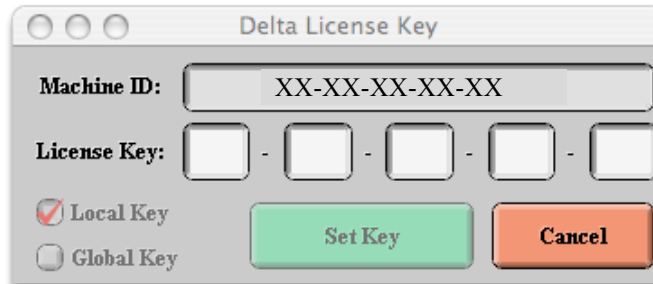 Delta License Key
Machine ID: XX-XX-XX-XX-XX
License Key: - - - -
Local Key
Set Key Cancel
Global Key